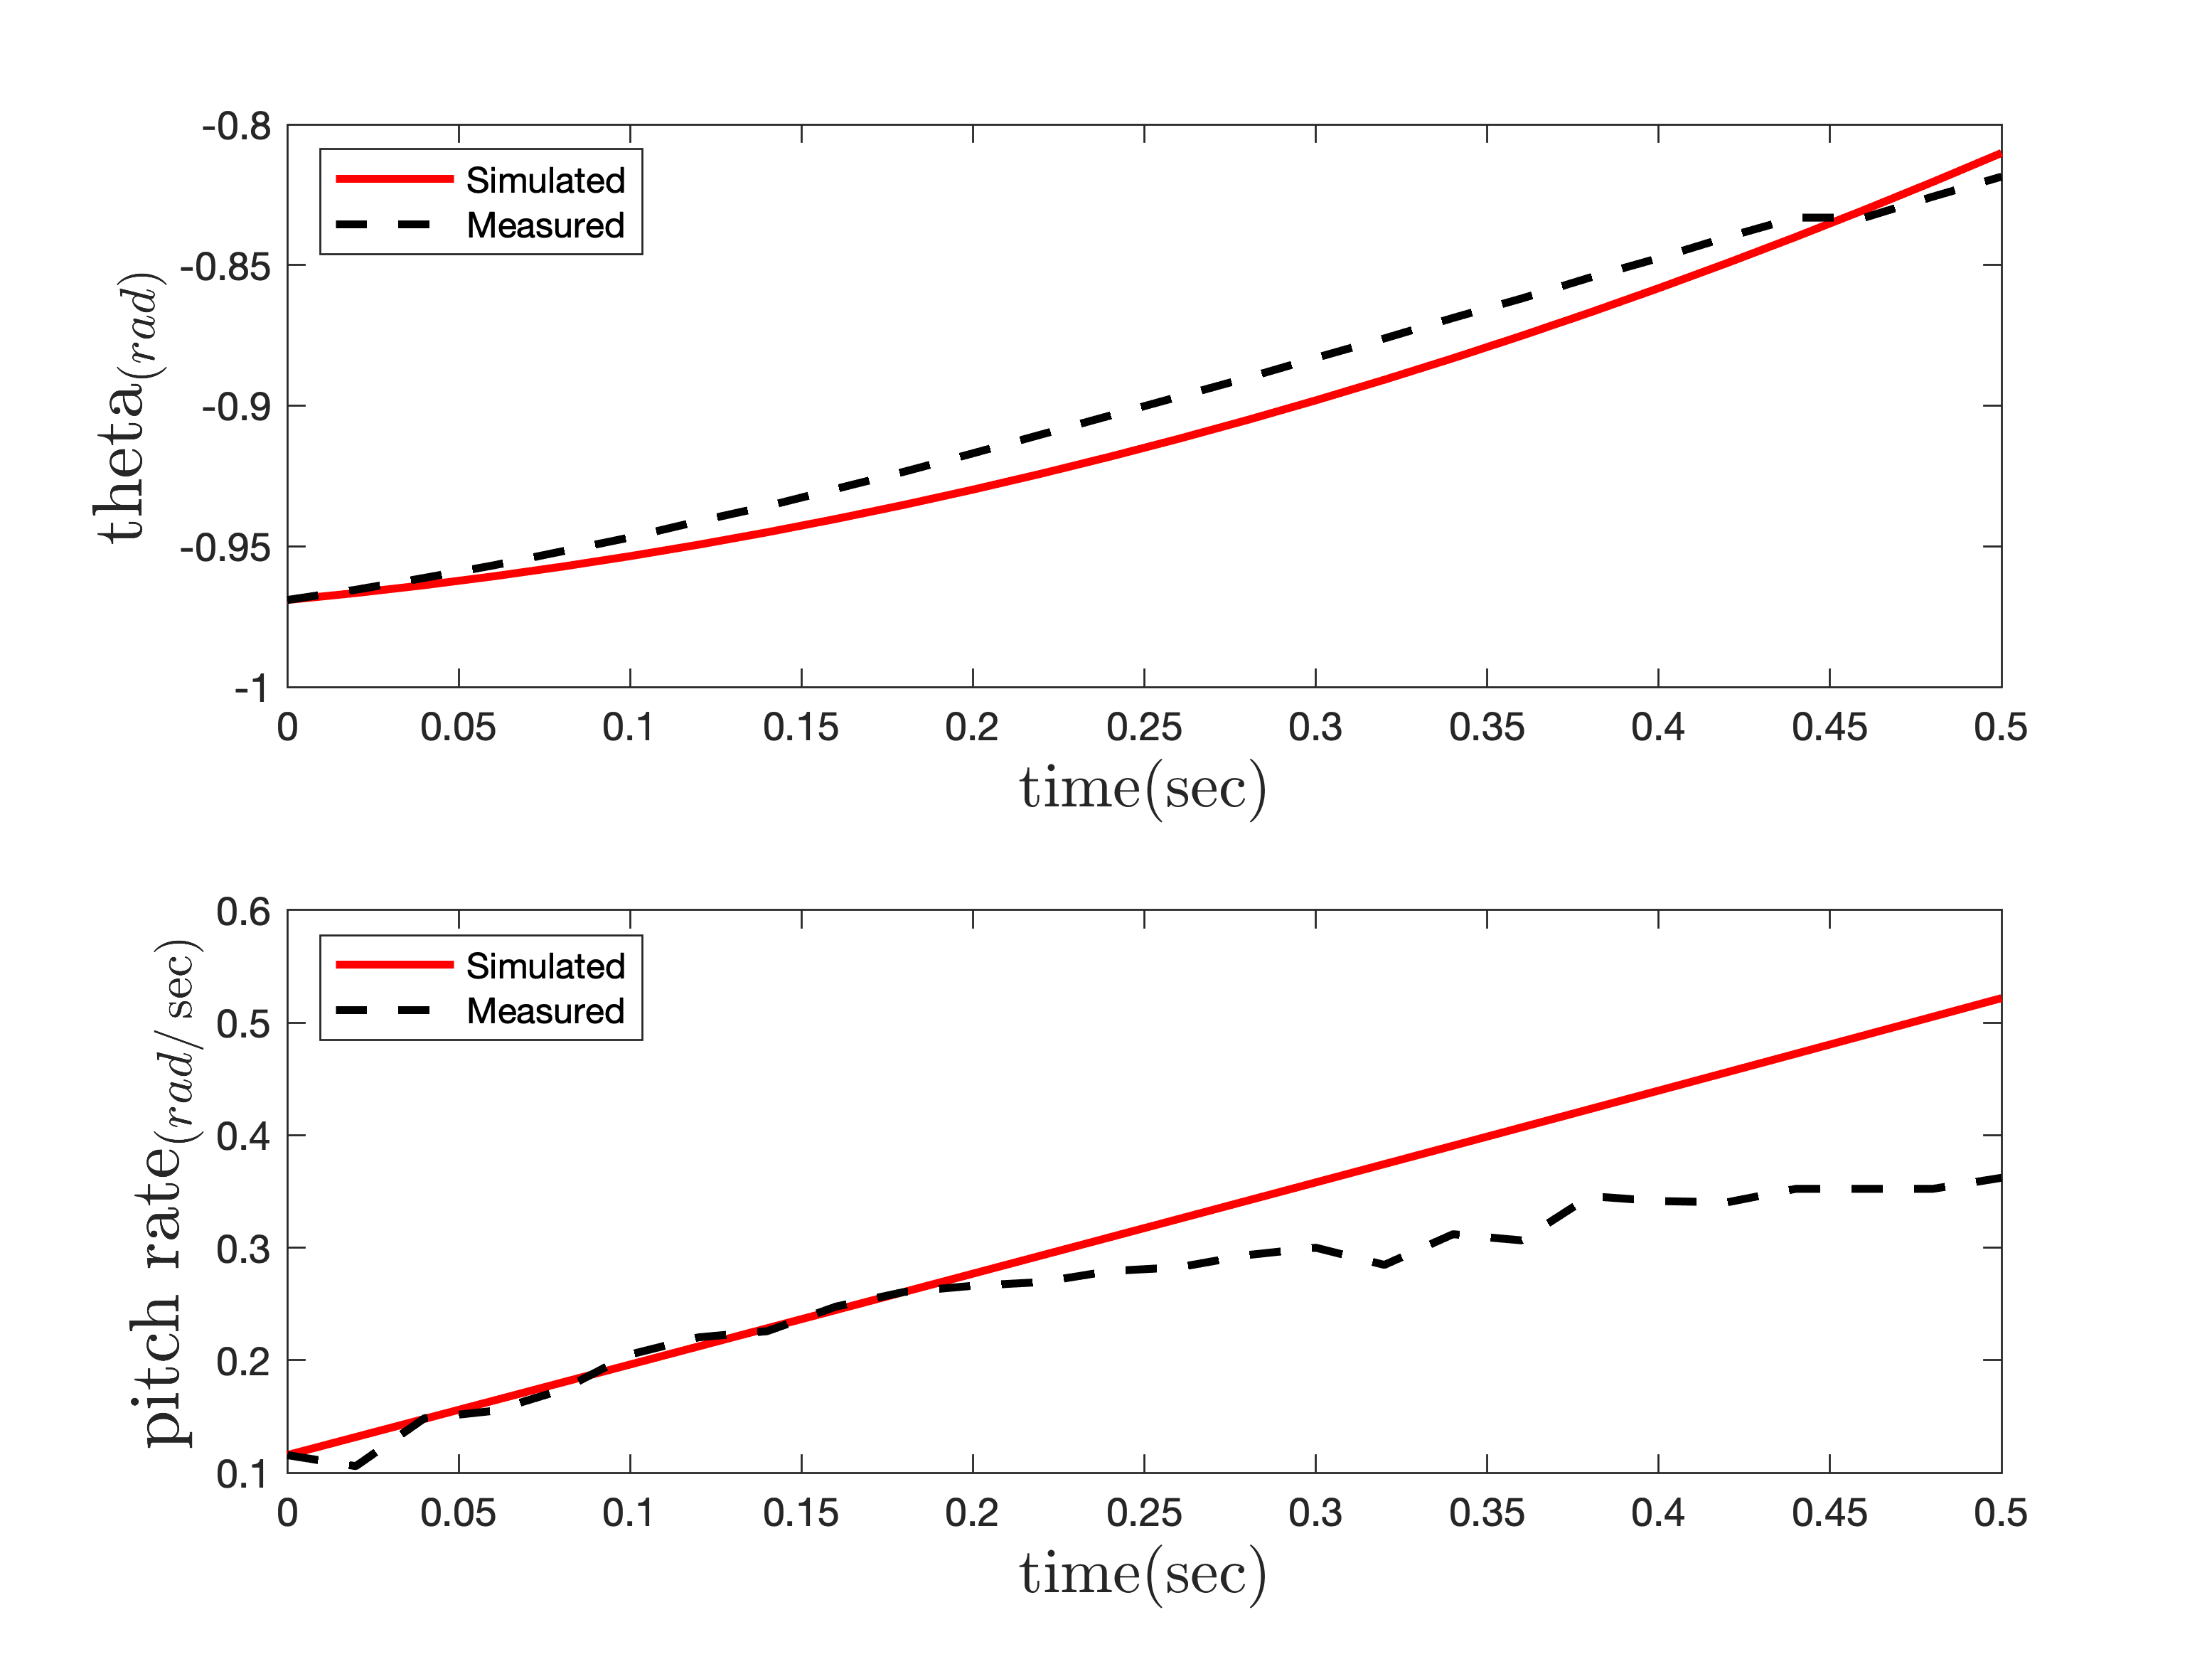 theta(rad)
-0.8
-0.85
-0.9
-0.95
-1
Simulated
Measured
0 0.05 0.1 0.15 0.2 0.25 0.3 0.35 0.4 0.45 0.5
time(sec)
pitch rate(rad/ sec)
0.6
0.5
0.4
0.3
0.2
0.1
Simulated
Measured
0 0.05 0.1 0.15 0.2 0.25 0.3 0.35 0.4 0.45 0.5
time(sec)